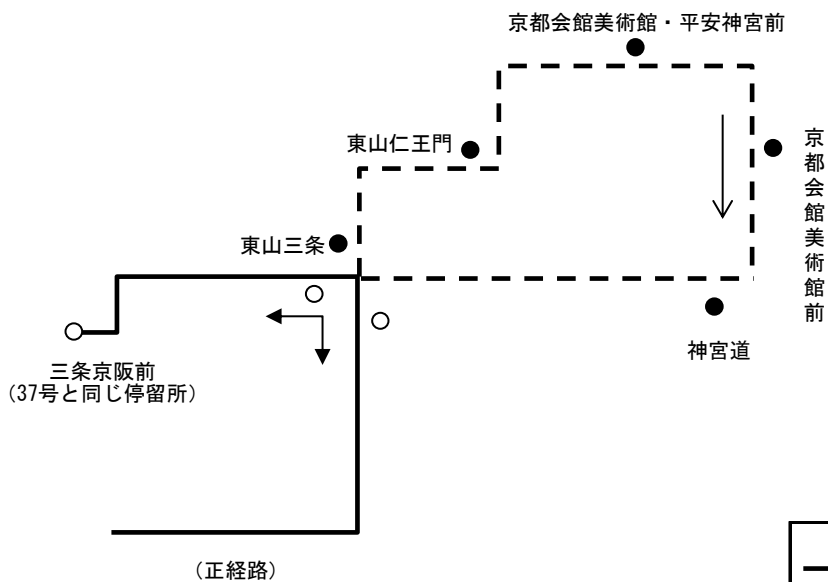 京都会館美術館・平安神宮前
東山仁王門
京都会館美術館前
東山三条
神宮道
三条京阪前
(37号と同じ停留所)
(正経路)